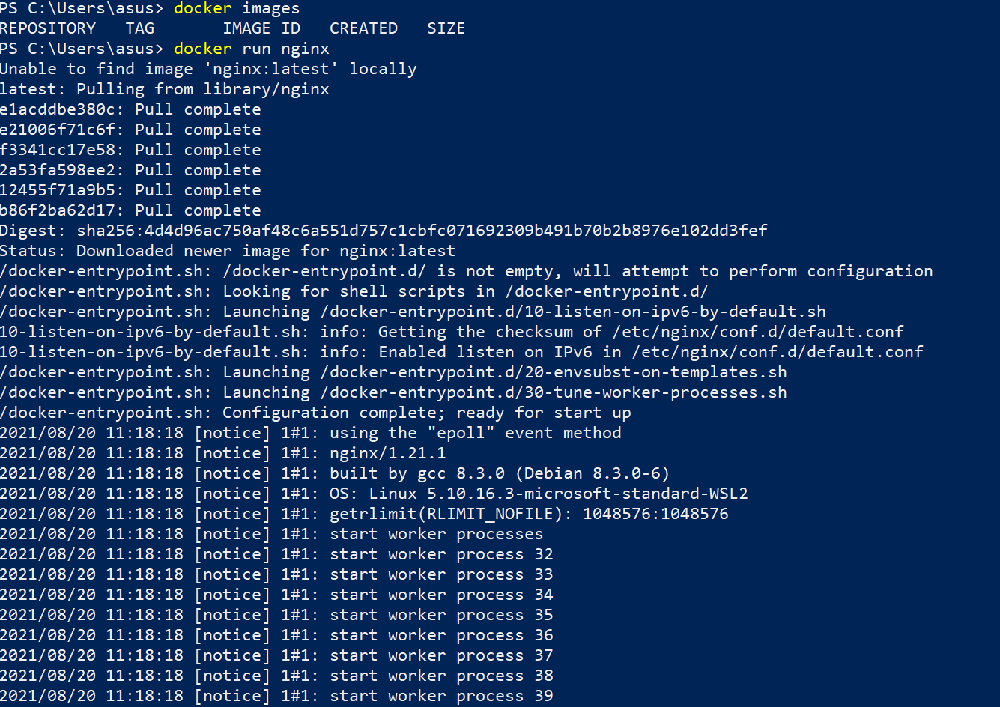 PS C:\Users\asus> docker images
REPOSITORY   TAG       IMAGE ID   CREATED   SIZE
PS C:\Users\asus> docker run nginx
Unable to find image 'nginx:latest' locally
latest: Pulling from library/nginx
e1acddbe380c: Pull complete
e21006f71c6f: Pull complete
f3341cc17e58: Pull complete
2a53fa598ee2: Pull complete
12455f71a9b5: Pull complete
b86f2ba62d17: Pull complete
Digest: sha256:4d4d96ac750af48c6a551d757c1cbfc071692309b491b70b2b8976e102dd3fef
Status: Downloaded newer image for nginx:latest
/docker-entrypoint.sh: /docker-entrypoint.d/ is not empty, will attempt to perform configuration
/docker-entrypoint.sh: Looking for shell scripts in /docker-entrypoint.d/
/docker-entrypoint.sh: Launching /docker-entrypoint.d/10-listen-on-ipv6-by-default.sh
10-listen-on-ipv6-by-default.sh: info: Getting the checksum of /etc/nginx/conf.d/default.conf
10-listen-on-ipv6-by-default.sh: info: Enabled listen on IPv6 in /etc/nginx/conf.d/default.conf
/docker-entrypoint.sh: Launching /docker-entrypoint.d/20-envsubst-on-templates.sh
/docker-entrypoint.sh: Launching /docker-entrypoint.d/30-tune-worker-processes.sh
/docker-entrypoint.sh: Configuration complete; ready for start up
2021/08/20 11:18:18 [notice] 1#1: using the "epoll" event method
2021/08/20 11:18:18 [notice] 1#1: nginx/1.21.1
2021/08/20 11:18:18 [notice] 1#1: built by gcc 8.3.0 (Debian 8.3.0-6)
2021/08/20 11:18:18 [notice] 1#1: OS: Linux 5.10.16.3-microsoft-standard-WSL2
2021/08/20 11:18:18 [notice] 1#1: getrlimit(RLIMIT_NOFILE): 1048576:1048576
2021/08/20 11:18:18 [notice] 1#1: start worker processes
2021/08/20 11:18:18 [notice] 1#1: start worker process 32
2021/08/20 11:18:18 [notice] 1#1: start worker process 33
2021/08/20 11:18:18 [notice] 1#1: start worker process 34
2021/08/20 11:18:18 [notice] 1#1: start worker process 35
2021/08/20 11:18:18 [notice] 1#1: start worker process 36
2021/08/20 11:18:18 [notice] 1#1: start worker process 37
2021/08/20 11:18:18 [notice] 1#1: start worker process 38
2021/08/20 11:18:18 [notice] 1#1: start worker process 39